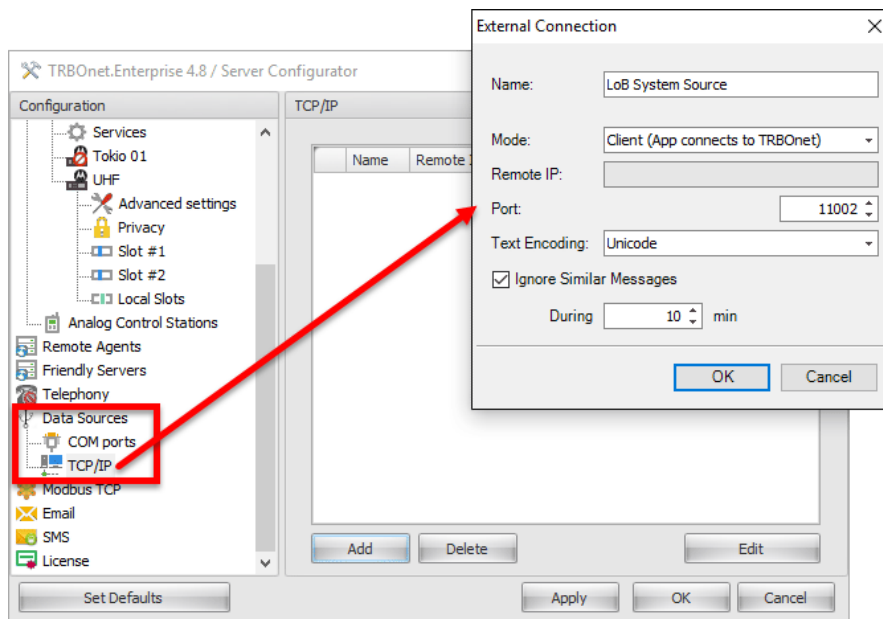 External Connection
Name: LoB System Source
Mode: Client (App connects to TRBOnet)
Remote IP:
Port: 11002
Text Encoding: Unicode
Ignore Similar Messages
During 10 min
OK Cancel
TRBOnet.Enterprise 4.8 / Server Configurator
Configuration
Services
Tokio 01
UHF
Advanced settings
Privacy
Slot #1
Slot #2
Local Slots
Analog Control Stations
Remote Agents
Friendly Servers
Telephony
Data Sources
COM ports
TCP/IP
Modbus TCP
Email
SMS
License
TCP/IP
Name Remote
Add Delete Edit
Set Defaults Apply OK Cancel